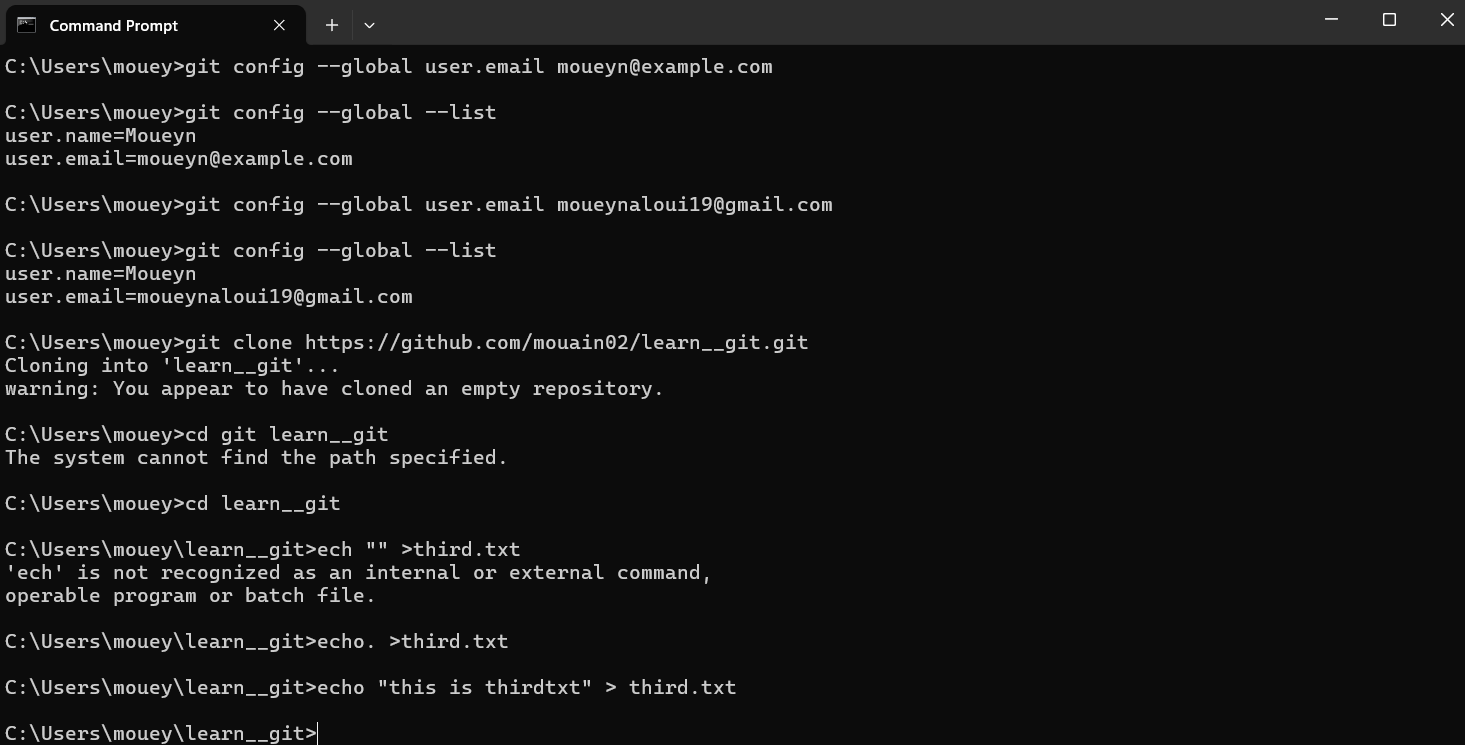 Command Prompt
C:\Users\mouey>git config --global user.email moueyn@example.com
C:\Users\mouey>git config --global --list
user.name=Moueyn
user.email=moueyn@example.com
C:\Users\mouey>git config --global user.email moueynaloui19@gmail.com
C:\Users\mouey>git config --global --list
user.name=Moueyn
user.email=moueynaloui19@gmail.com
C:\Users\mouey>git clone https://github.com/mouain02/learn__git.git
Cloning into 'learn__git'...
warning: You appear to have cloned an empty repository.
C:\Users\mouey>cd git learn__git
The system cannot find the path specified.
C:\Users\mouey>cd learn__git
C:\Users\mouey\learn__git>ech "" >third.txt
'ech' is not recognized as an internal or external command,
operable program or batch file.
C:\Users\mouey\learn__git>echo. >third.txt
C:\Users\mouey\learn__git>echo "this is thirdtxt" > third.txt
C:\Users\mouey\learn__git>